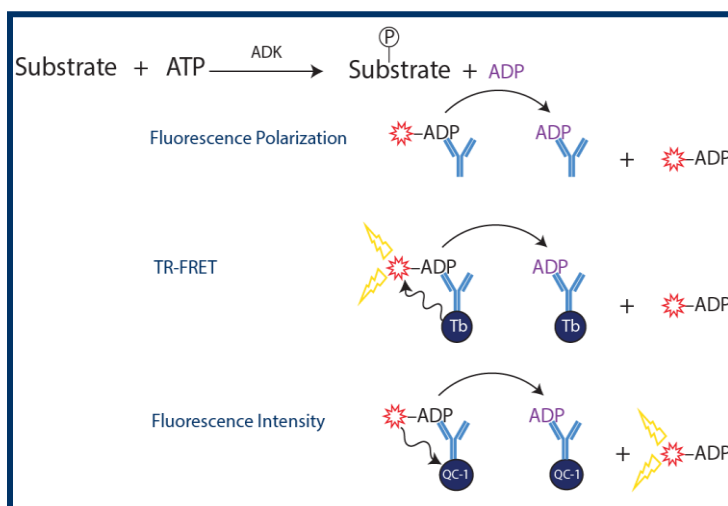 ADK
Substrate + ATP
P
Substrate + ADP
Fluorescence Polarization
ADP
ADP
+
ADP
TR-FRET
ADP
ADP
Tb
Tb
+
ADP
Fluorescence Intensity
ADP
ADP
QC-1
QC-1
+
ADP